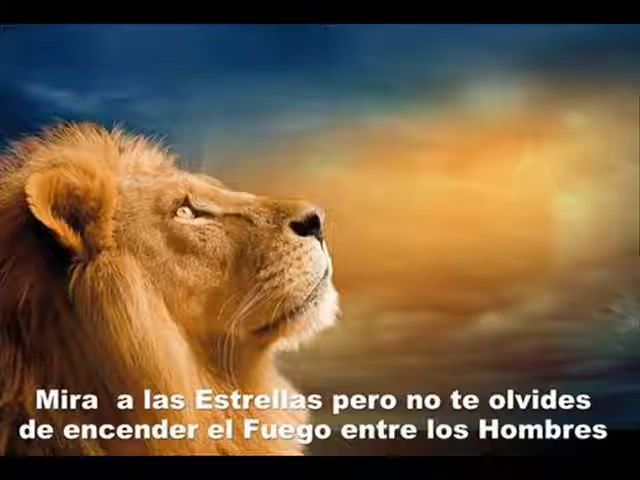 Mira  a las Estrellas pero no te olvides
de encender el Fuego entre los Hombres